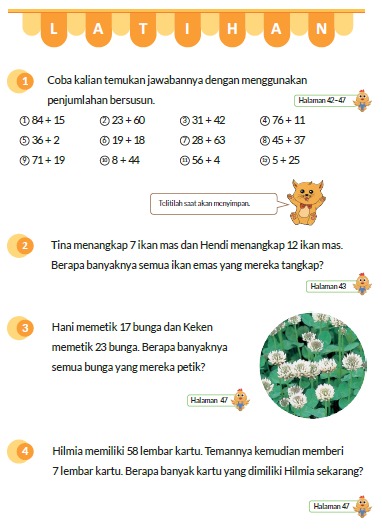 LATIHAN
1 Coba kalian temukan jawabannya dengan menggunakan
penjumlahan bersusun.
Halaman 42-47
① 84 + 15 ② 23 + 60 ③ 31 + 42 ④ 76 + 11
⑤ 36 + 2 ⑥ 19 + 18 ⑦ 28 + 63 ⑧ 45 + 37
⑨ 71 + 19 ⑩ 8 + 44 ⑪ 56 + 4 ⑫ 5 + 25
Telitilah saat akan menyimpan.
2 Tina menangkap 7 ikan mas dan Hendi menangkap 12 ikan mas.
Berapa banyaknya semua ikan emas yang mereka tangkap?
Halaman 43
3 Hani memetik 17 bunga dan Keken
memetik 23 bunga. Berapa banyaknya
semua bunga yang mereka petik?
Halaman 47
4 Hilmia memiliki 58 lembar kartu. Temannya kemudian memberi
7 lembar kartu. Berapa banyak kartu yang dimiliki Hilmia sekarang?
Halaman 47